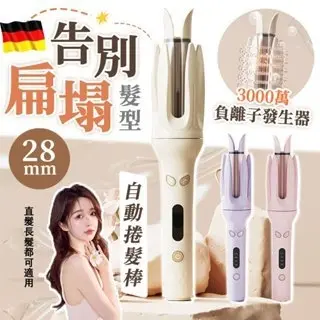 告別
扁塌髮型
28
mm
3000萬
負離子發生器
自動捲髮棒
直髮長髮都可適用